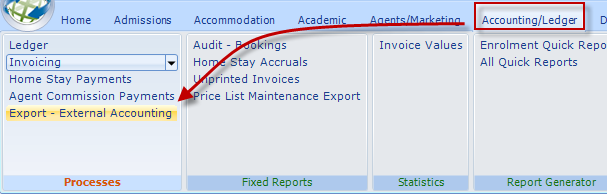 Home Admissions Accommodation Academic Agents/Marketing Accounting/Ledger D
Ledger
Invoicing
Home Stay Payments
Agent Commission Payments
Export - External Accounting
Processes
Audit - Bookings
Home Stay Accruals
Unprinted Invoices
Price List Maintenance Export
Fixed Reports
Invoice Values
Statistics
Enrolment Quick Repo
All Quick Reports
Report Generator